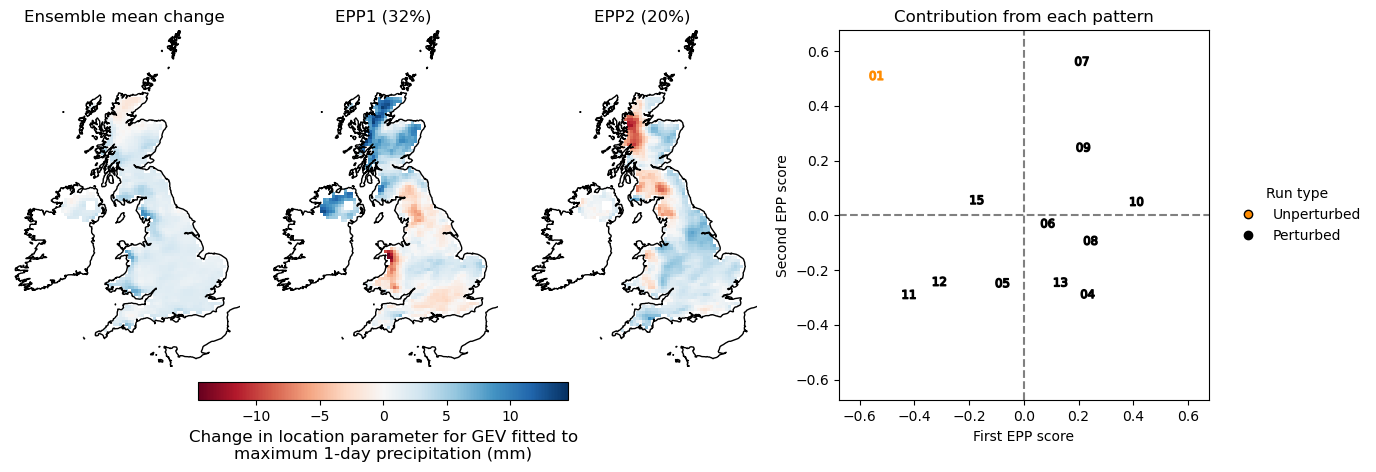 Ensemble mean change
EPP1 (32%)
EPP2 (20%)
Contribution from each pattern
−10
−5
0
5
10
Change in location parameter for GEV fitted to
maximum 1-day precipitation (mm)
Second EPP score
0.6
0.4
0.2
0.0
−0.2
−0.4
−0.6
01
07
09
15
10
06
08
12
05
13
11
04
−0.6
−0.4
−0.2
0.0
0.2
0.4
0.6
First EPP score
Run type
Unperturbed
Perturbed